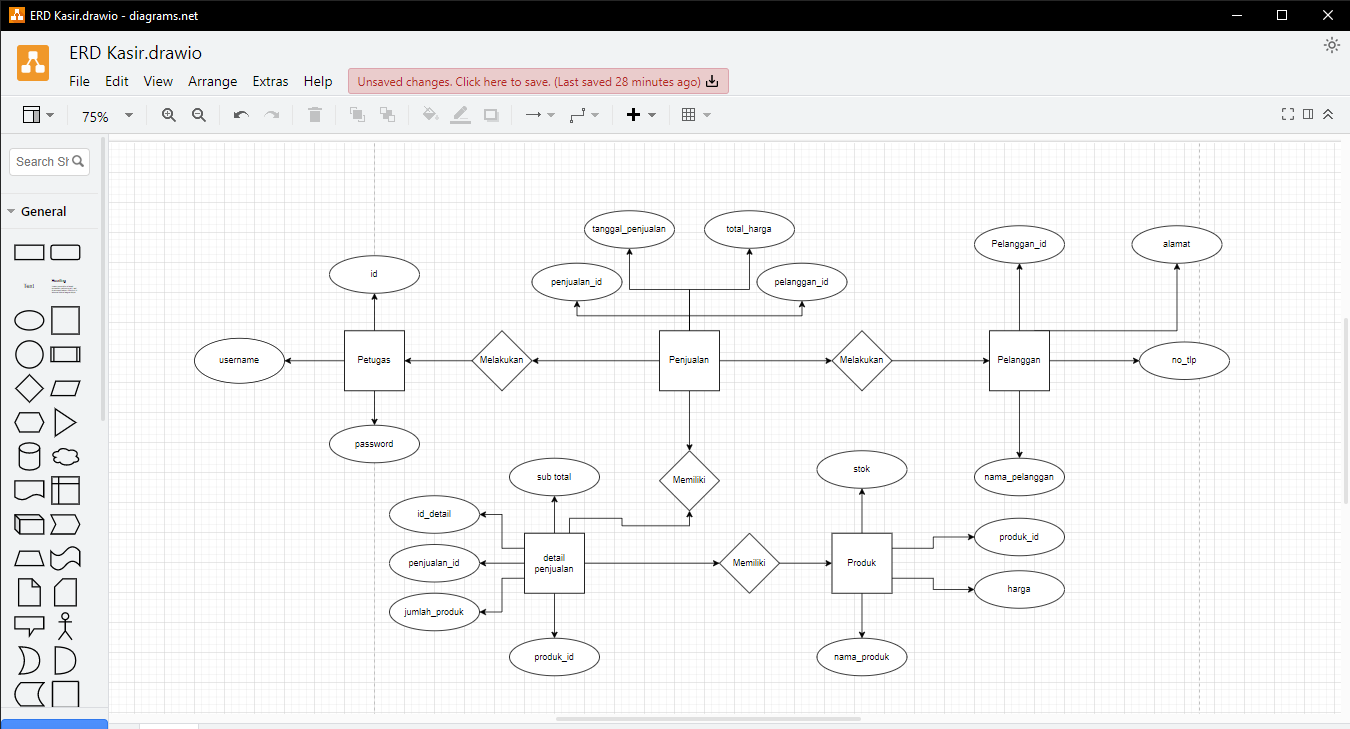 ERD Kasir.drawio - diagrams.net
ERD Kasir.drawio
File Edit View Arrange Extras Help
Unsaved changes. Click here to save. (Last saved 28 minutes ago)
75%
Search Sh
General
Text
Heading
tanggal_penjualan
total_harga
Pelanggan_id
alamat
id
penjualan_id
pelanggan_id
username
Petugas
Melakukan
Penjualan
Melakukan
Pelanggan
no_tlp
password
sub total
Memiliki
stok
nama_pelanggan
id_detail
produk_id
penjualan_id
detail
penjualan
Memiliki
Produk
harga
jumlah_produk
produk_id
nama_produk